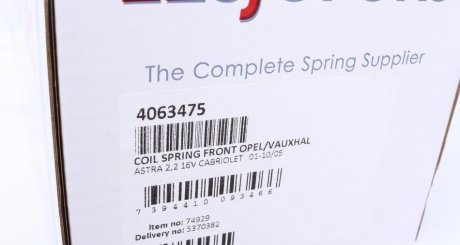 The Complete Spring Supplier
4063475
COIL SPRING FRONT OPEL/VAUXHAL
ASTRA 2,2 16V CABRIOLET 01-10/05
7 394410 093466
Item no: 74929
Delivery no: 5370382